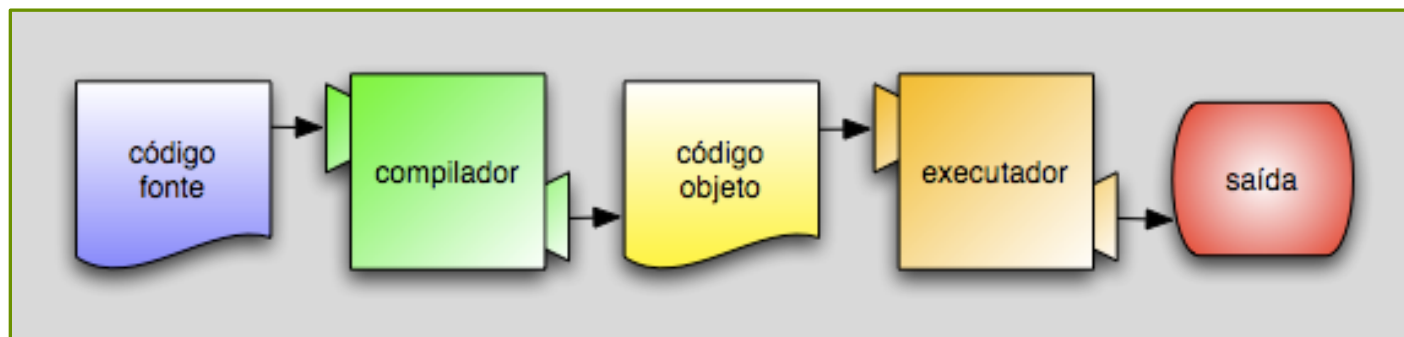 código
fonte
compilador
código
objeto
executador
saída